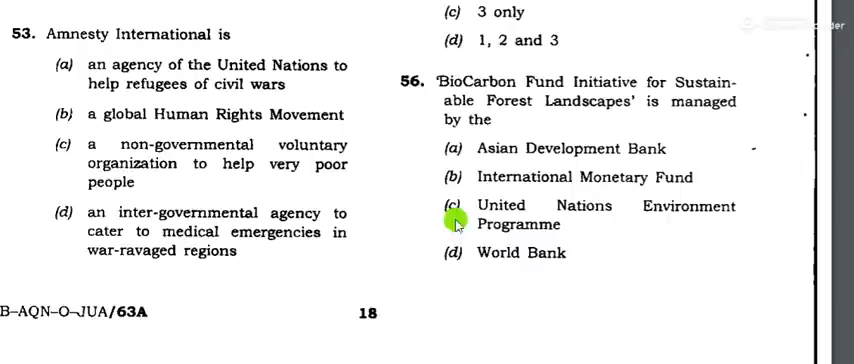 53. Amnesty International is
(a) an agency of the United Nations to
help refugees of civil wars
(b) a global Human Rights Movement
(c) a non-governmental voluntary
organization to help very poor
people
(d) an inter-governmental agency to
cater to medical emergencies in
war-ravaged regions
(c) 3 only
(d) 1, 2 and 3
56. 'BioCarbon Fund Initiative for Sustain-
able Forest Landscapes' is managed
by the
(a) Asian Development Bank
(b) International Monetary Fund
(c) United Nations Environment
Programme
(d) World Bank
B–AQN–O–JUA/63A
18